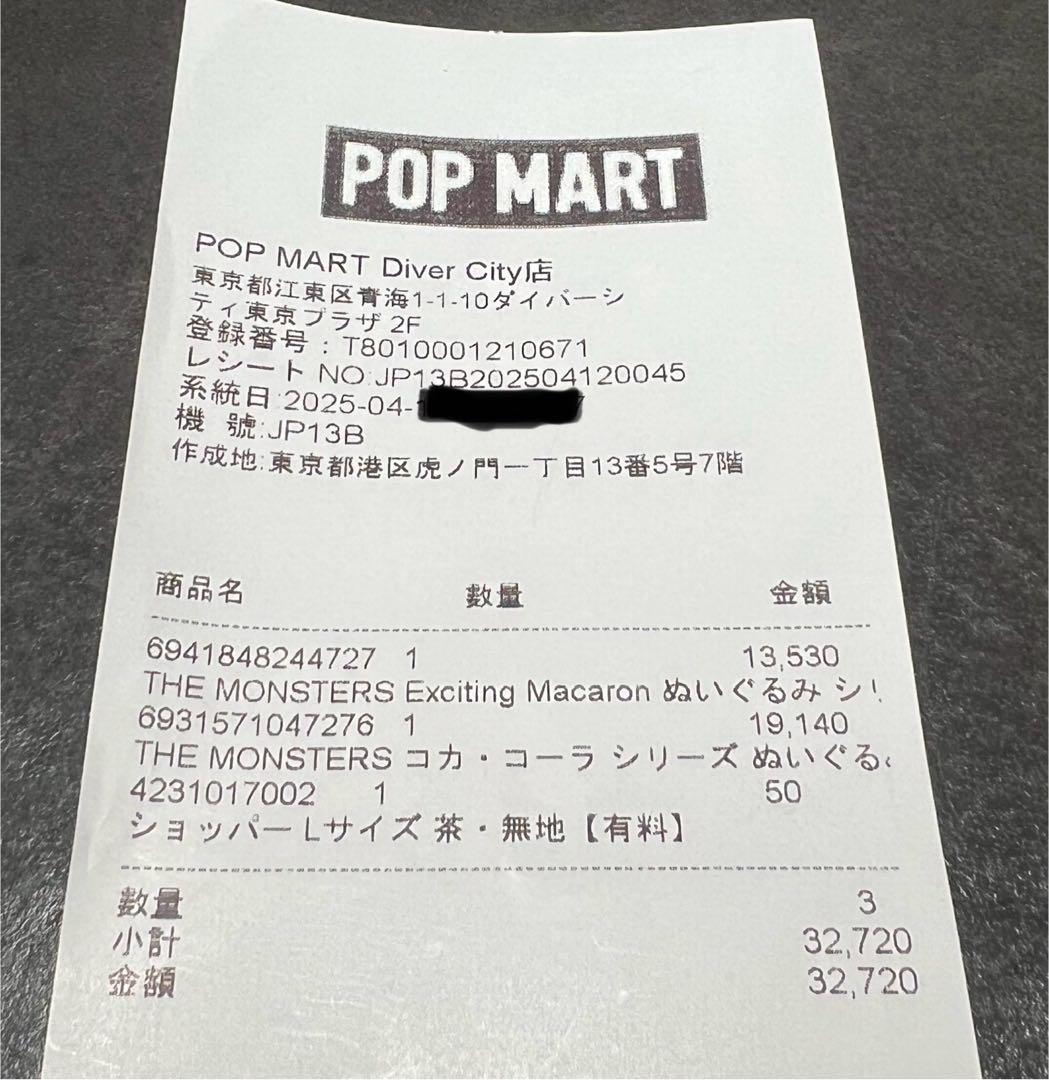 POP MART
POP MART Diver City店
東京都江東区青海1-1-10ダイバーシ
ティ東京プラザ 2F
登録番号：T8010001210671
レシート NO:JP13B202504120045
系統日:2025-04-
機 號:JP13B
作成地:東京都港区虎ノ門一丁目13番5号7階
商品名 数量 金額
6941848244727 1 13,530
THE MONSTERS Exciting Macaron ぬいぐるみ シ
6931571047276 1 19,140
THE MONSTERS コカ・コーラ シリーズ ぬいぐる
4231017002 1 50
ショッパー Lサイズ 茶・無地【有料】
数量 3
小計 32,720
金額 32,720